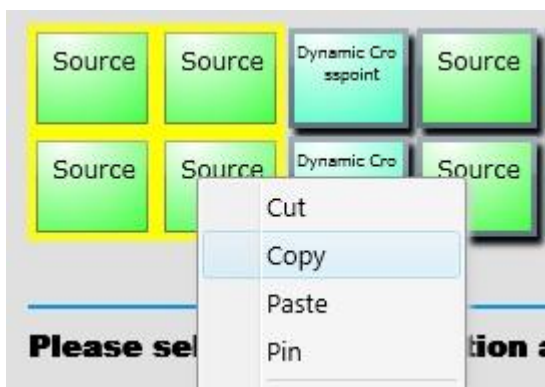 Source
Source
Dynamic Cro
sspoint
Source
Source
Source
Dynamic Cro
Source
Cut
Copy
Paste
Pin
Please sel
tion a